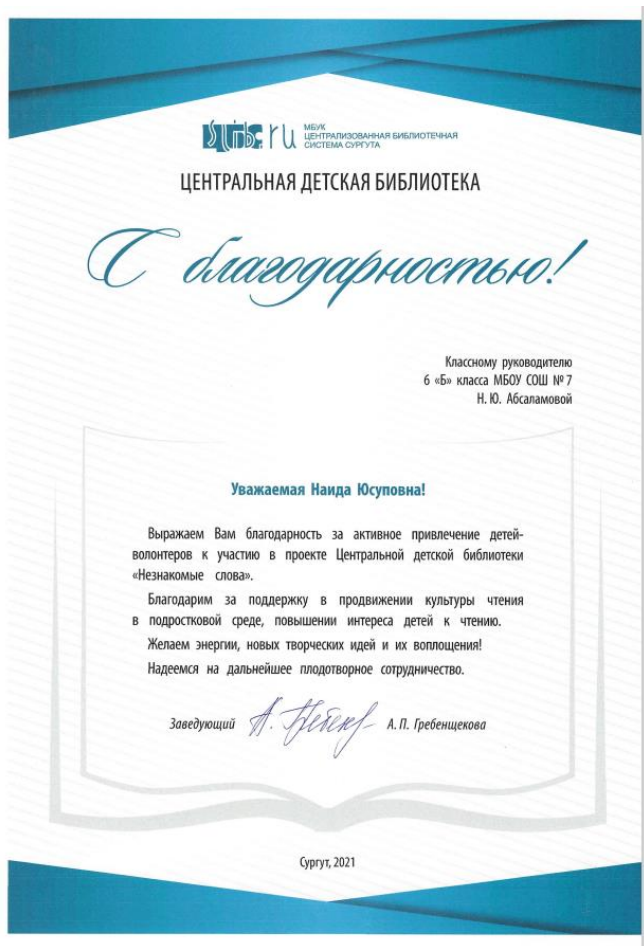 slibs.ru
МБУК
ЦЕНТРАЛИЗОВАННАЯ БИБЛИОТЕЧНАЯ
СИСТЕМА СУРГУТА
ЦЕНТРАЛЬНАЯ ДЕТСКАЯ БИБЛИОТЕКА
С благодарностью!
Классному руководителю
6 «Б» класса МБОУ СОШ № 7
Н. Ю. Абсаламовой
Уважаемая Наида Юсуповна!
Выражаем Вам благодарность за активное привлечение детей-
волонтеров к участию в проекте Центральной детской библиотеки
«Незнакомые слова».
Благодарим за поддержку в продвижении культуры чтения
в подростковой среде, повышении интереса детей к чтению.
Желаем энергии, новых творческих идей и их воплощения!
Надеемся на дальнейшее плодотворное сотрудничество.
Заведующий А. П. Гребенщекова
Сургут, 2021